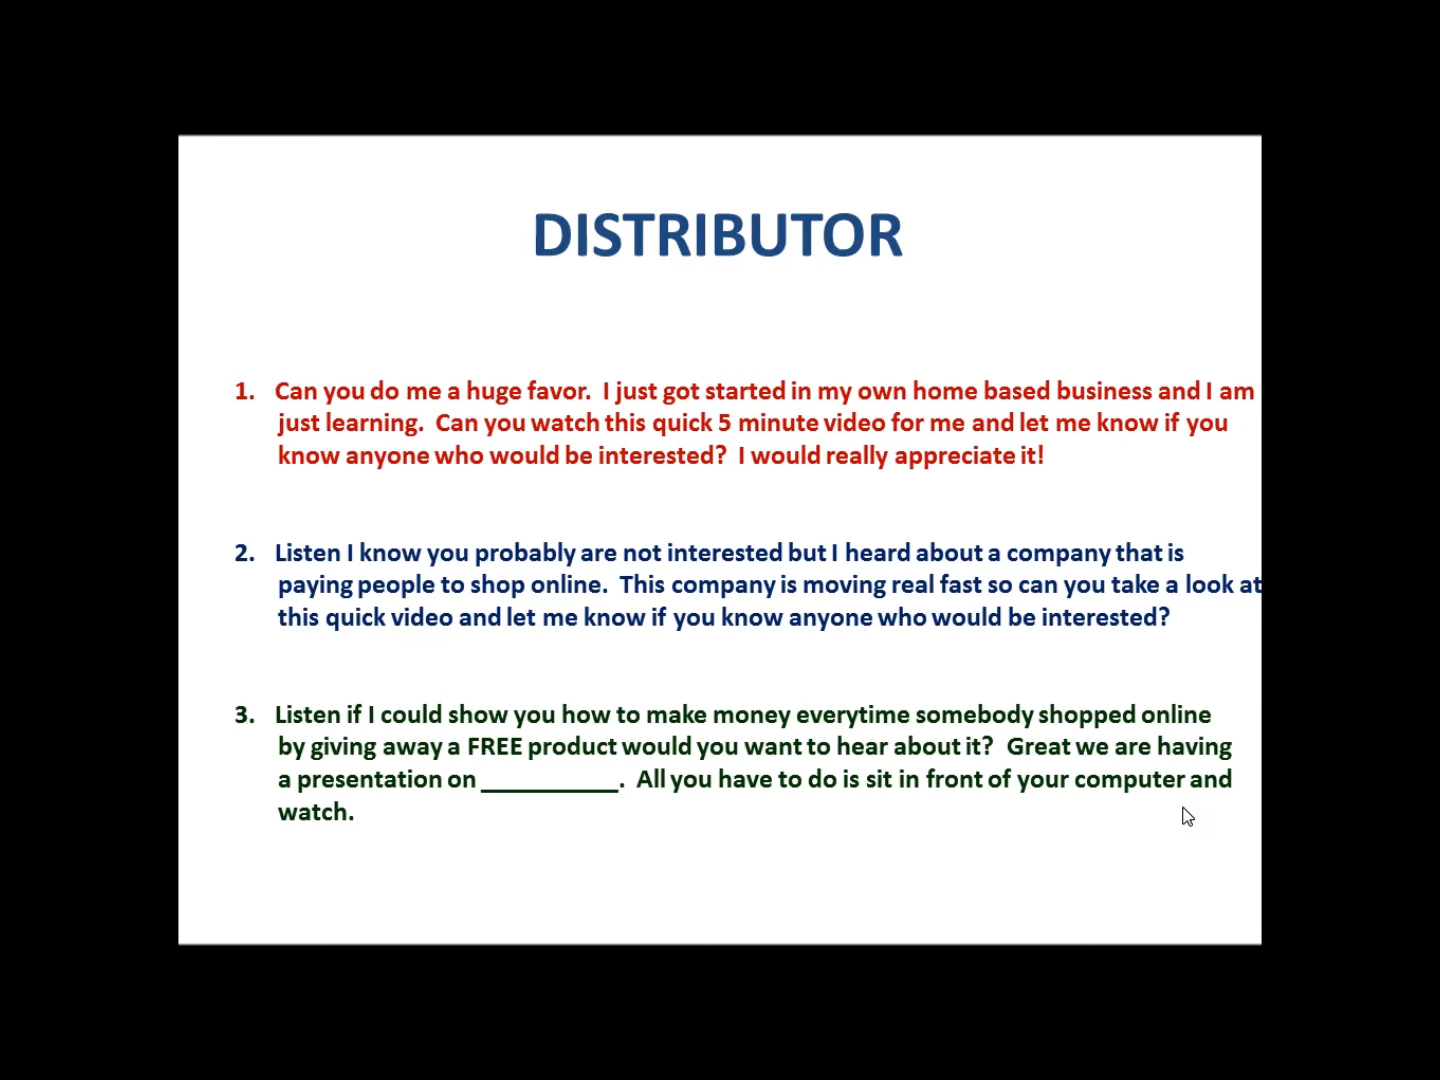 DISTRIBUTOR
1. Can you do me a huge favor. I just got started in my own home based business and I am
just learning. Can you watch this quick 5 minute video for me and let me know if you
know anyone who would be interested? I would really appreciate it!
2. Listen I know you probably are not interested but I heard about a company that is
paying people to shop online. This company is moving real fast so can you take a look at
this quick video and let me know if you know anyone who would be interested?
3. Listen if I could show you how to make money everytime somebody shopped online
by giving away a FREE product would you want to hear about it? Great we are having
a presentation on __________. All you have to do is sit in front of your computer and
watch.